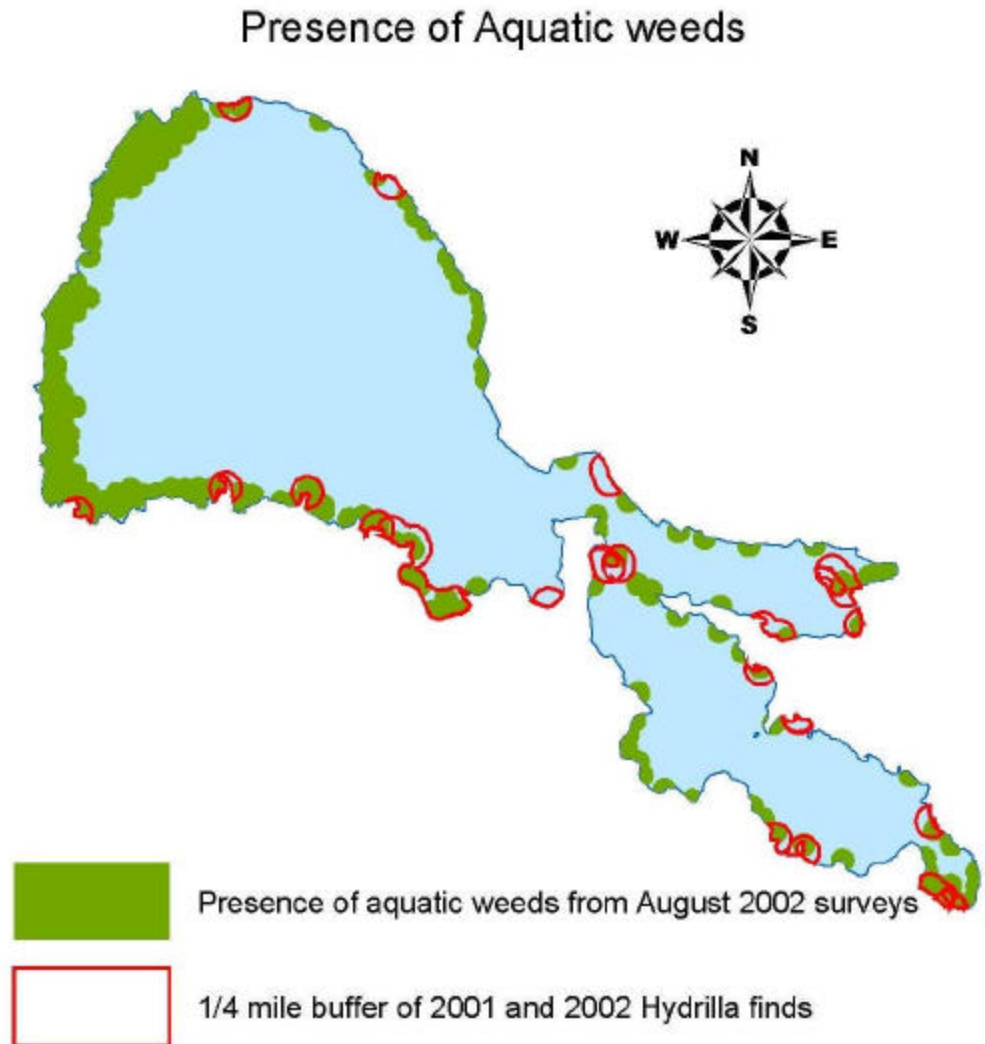 Presence of Aquatic weeds
N
W E
S
Presence of aquatic weeds from August 2002 surveys
1/4 mile buffer of 2001 and 2002 Hydrilla finds